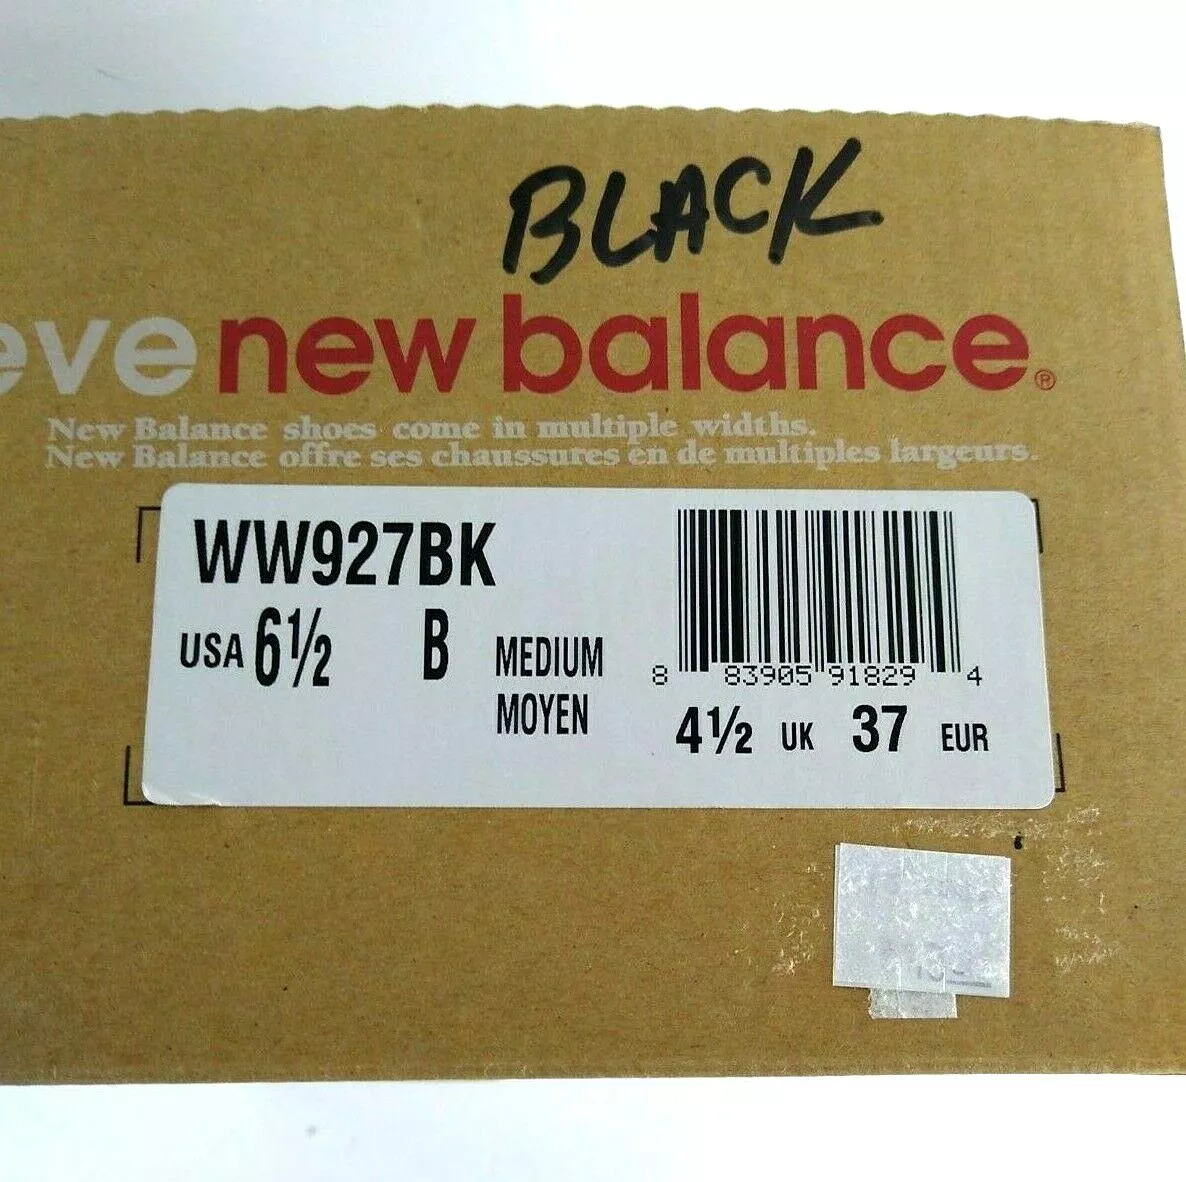 BLACK
eve new balance®
New Balance shoes come in multiple widths.
New Balance offre ses chaussures en de multiples largeurs.
WW927BK
USA 6½ B MEDIUM
MOYEN
8 83905 91829 4
4½ UK 37 EUR